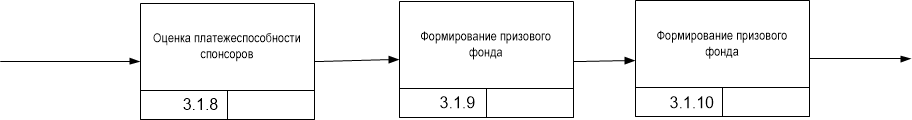 Оценка платежеспособности
спонсоров
3.1.8
Формирование призового
фонда
3.1.9
Формирование призового
фонда
3.1.10